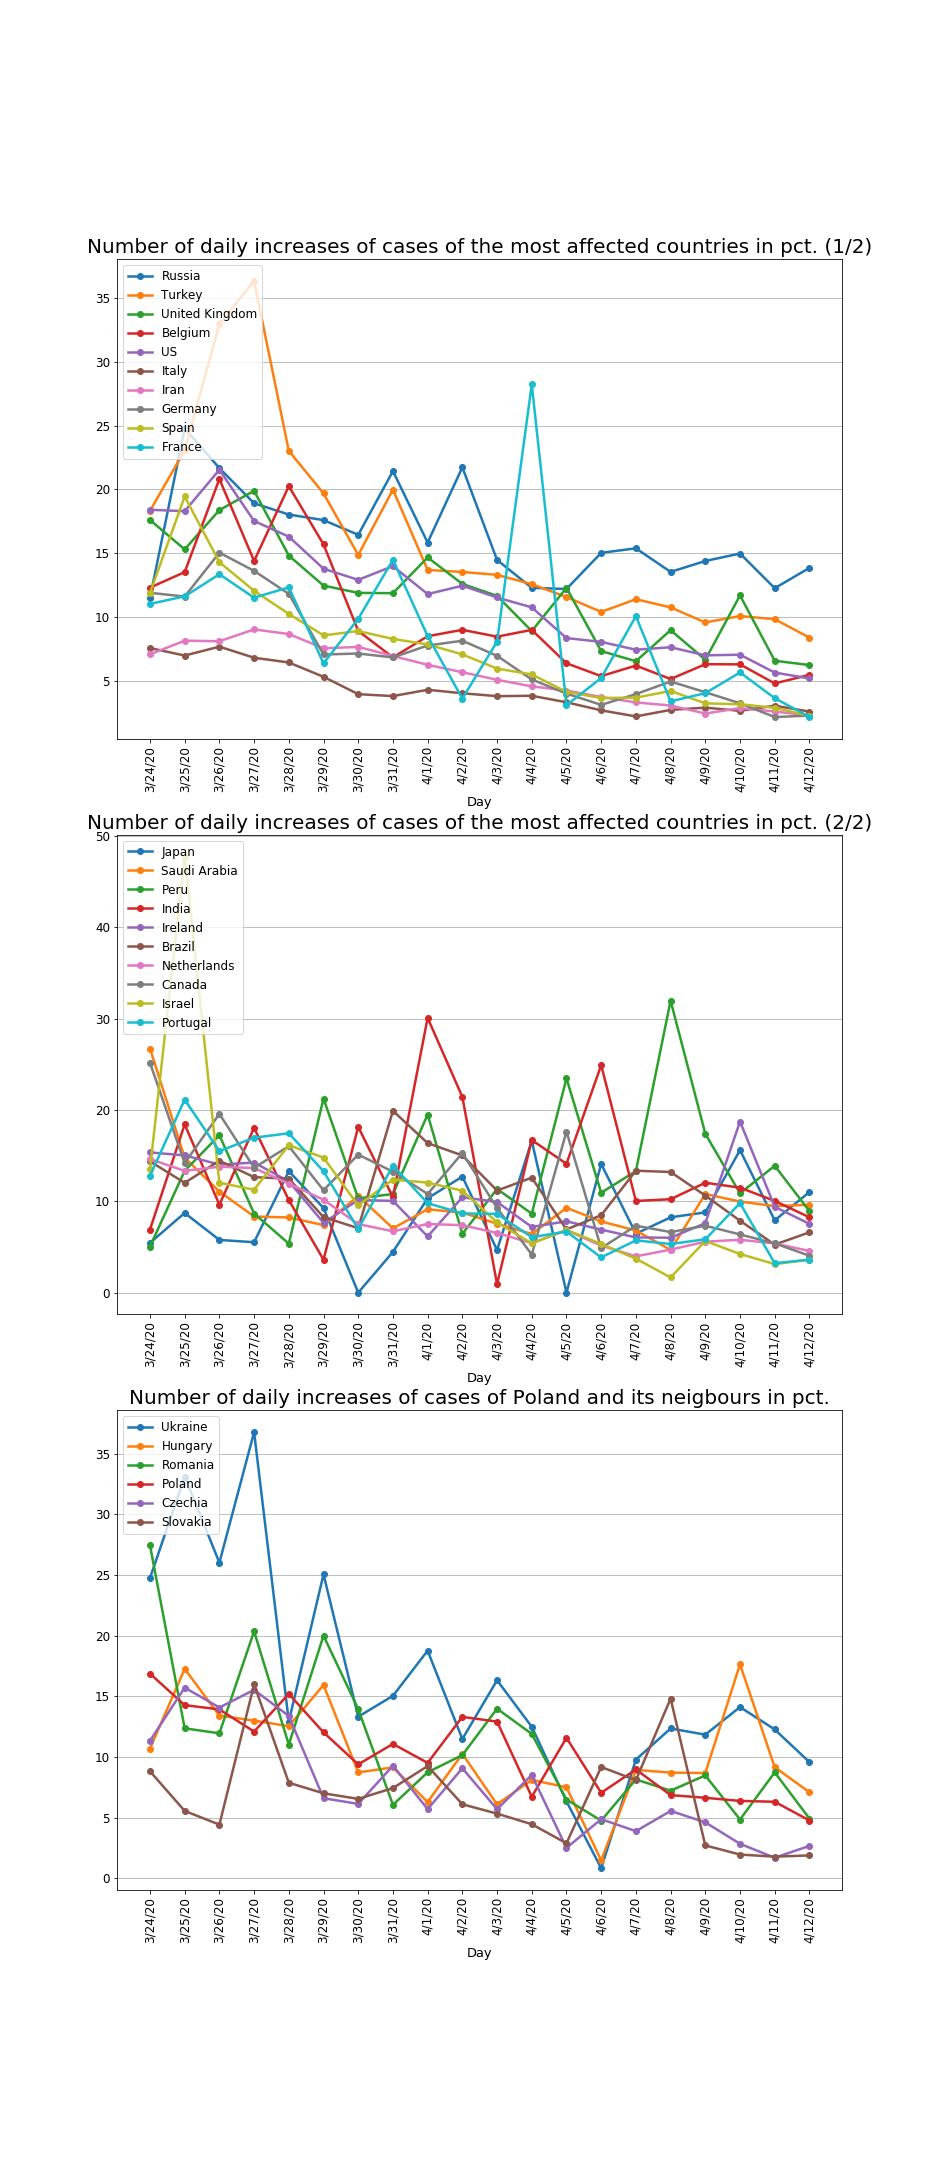 Number of daily increases of cases of the most affected countries in pct. (1/2)
Russia
Turkey
United Kingdom
Belgium
US
Italy
Iran
Germany
Spain
France
35
30
25
20
15
10
5
3/24/20
3/25/20
3/26/20
3/27/20
3/28/20
3/29/20
3/30/20
3/31/20
4/1/20
4/2/20
4/3/20
4/4/20
4/5/20
4/6/20
4/7/20
4/8/20
4/9/20
4/10/20
4/11/20
4/12/20
Day
Number of daily increases of cases of the most affected countries in pct. (2/2)
Japan
Saudi Arabia
Peru
India
Ireland
Brazil
Netherlands
Canada
Israel
Portugal
50
40
30
20
10
0
3/24/20
3/25/20
3/26/20
3/27/20
3/28/20
3/29/20
3/30/20
3/31/20
4/1/20
4/2/20
4/3/20
4/4/20
4/5/20
4/6/20
4/7/20
4/8/20
4/9/20
4/10/20
4/11/20
4/12/20
Day
Number of daily increases of cases of Poland and its neigbours in pct.
Ukraine
Hungary
Romania
Poland
Czechia
Slovakia
35
30
25
20
15
10
5
0
3/24/20
3/25/20
3/26/20
3/27/20
3/28/20
3/29/20
3/30/20
3/31/20
4/1/20
4/2/20
4/3/20
4/4/20
4/5/20
4/6/20
4/7/20
4/8/20
4/9/20
4/10/20
4/11/20
4/12/20
Day